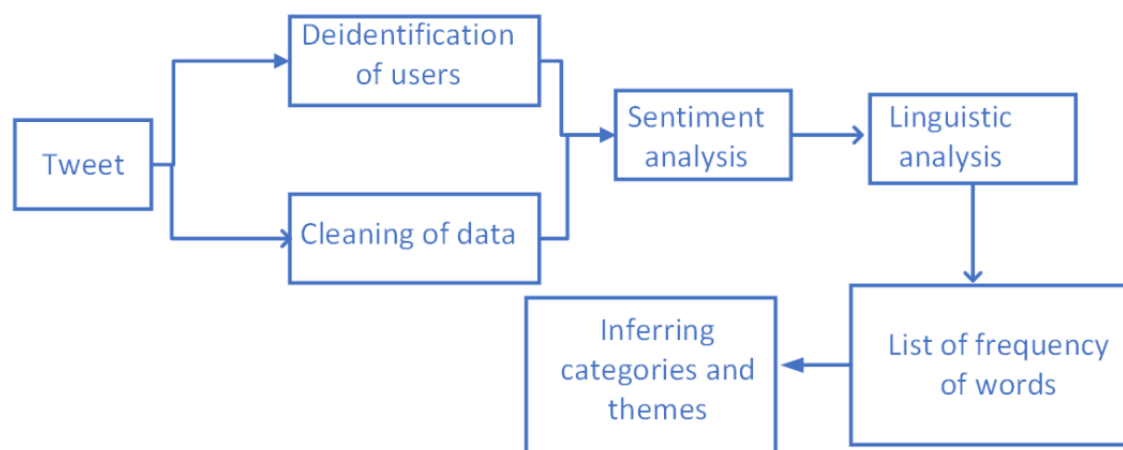 Deidentification
of users
Tweet
Cleaning of data
Sentiment
analysis
Linguistic
analysis
List of frequency
of words
Inferring
categories and
themes